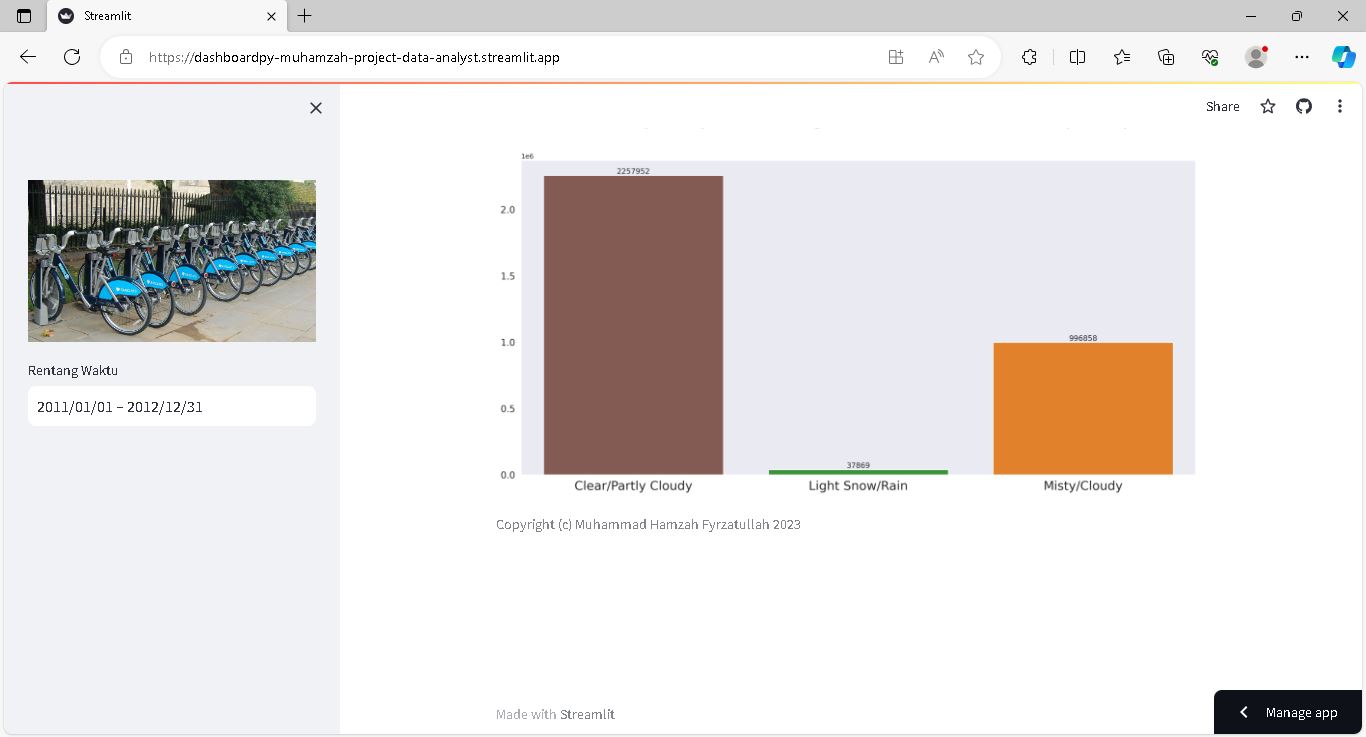 Streamlit
https://dashboardpy-muhamzah-project-data-analyst.streamlit.app
Share
Rentang Waktu
2011/01/01 – 2012/12/31
1e6
2257952
2.0
1.5
1.0
996858
0.5
37869
0.0
Clear/Partly Cloudy
Light Snow/Rain
Misty/Cloudy
Copyright (c) Muhammad Hamzah Fyrzatullah 2023
Made with Streamlit
Manage app